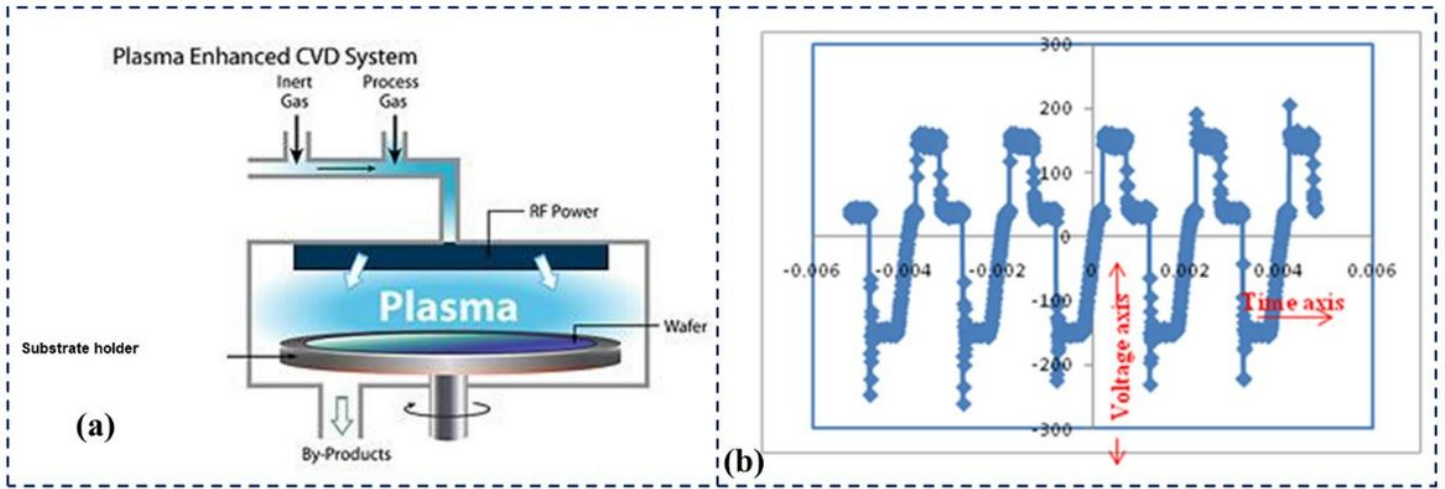 Plasma Enhanced CVD System
Inert
Gas
Process
Gas
RF Power
Plasma
Wafer
Substrate holder
(a)
By-Products
300
200
100
0
-0.006
-0.004
-0.002
0
0.002
0.004
0.006
-100
-200
-300
Time axis
Voltage axis
(b)